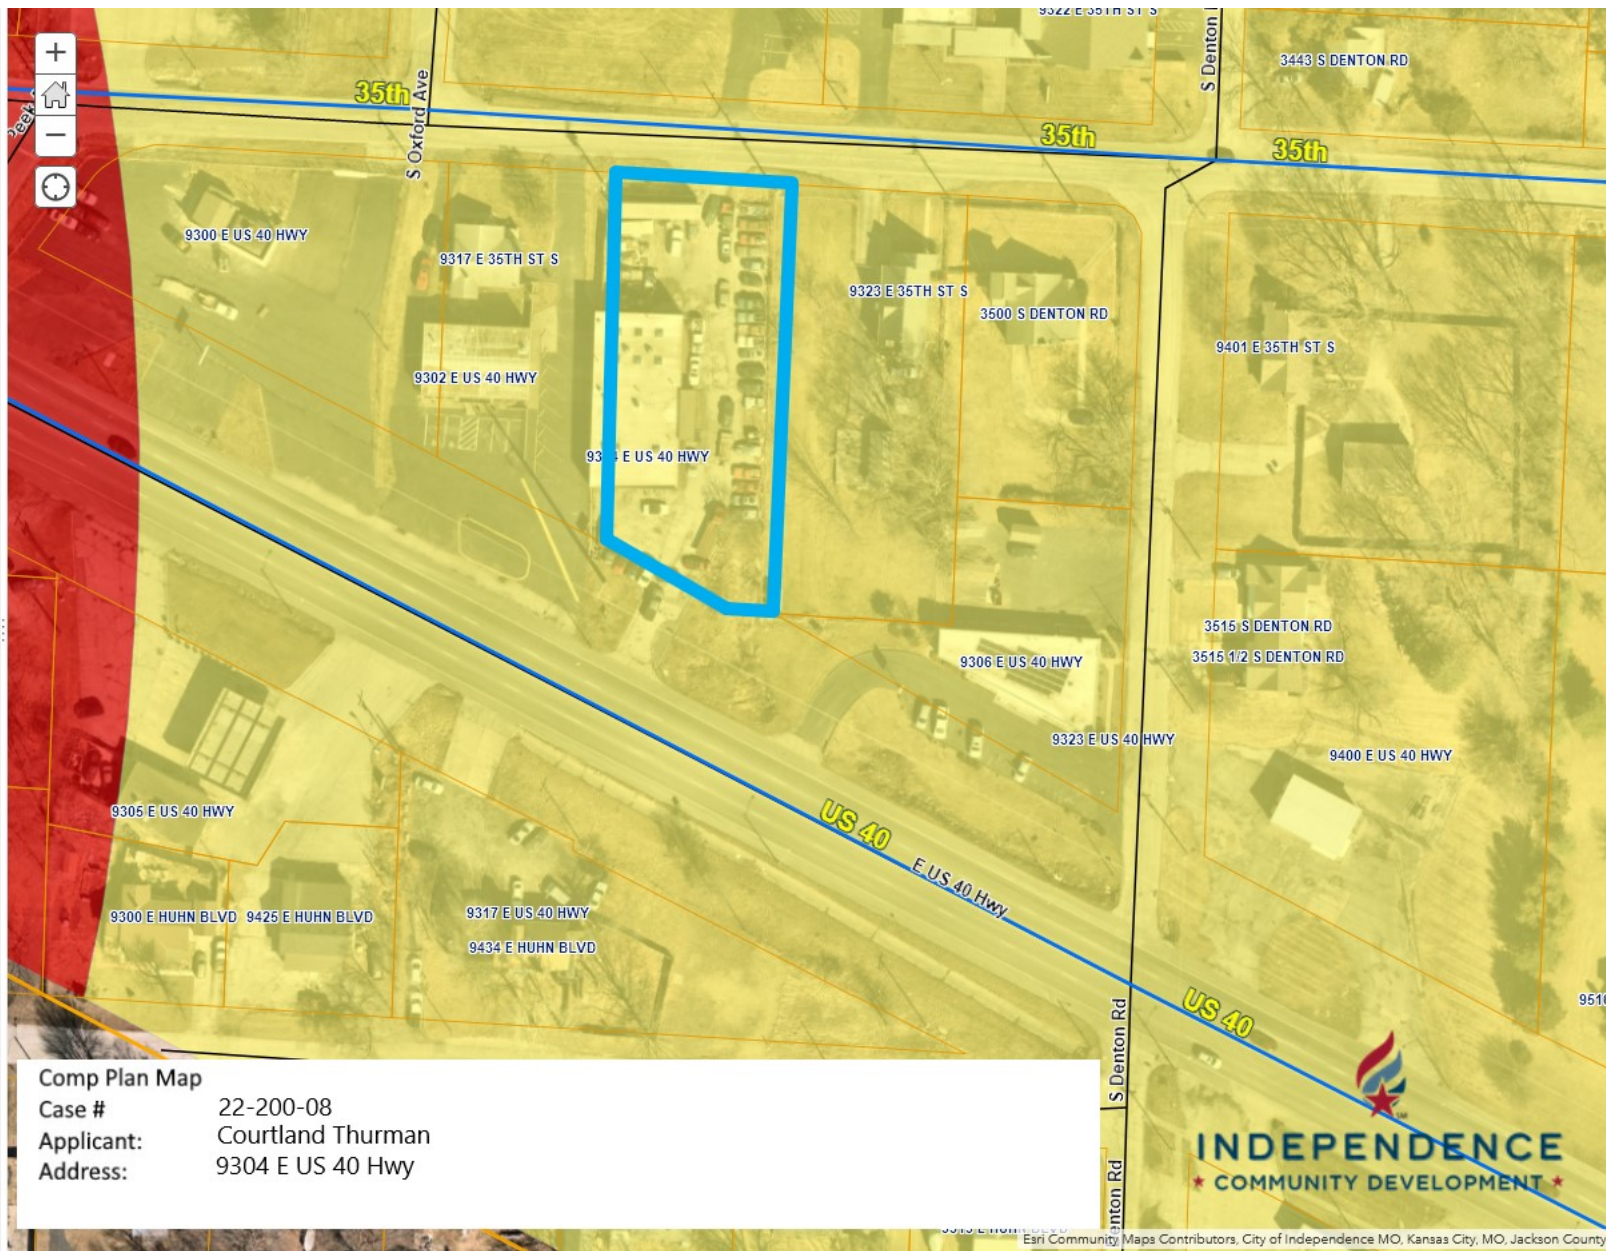 9322 E 35TH ST S
S Denton
3443 S DENTON RD
35th
S Oxford Ave
35th
35th
9300 E US 40 HWY
9317 E 35TH ST S
9323 E 35TH ST S
3500 S DENTON RD
9401 E 35TH ST S
9302 E US 40 HWY
E US 40 HWY
3515 S DENTON RD
3515 1/2 S DENTON RD
9306 E US 40 HWY
9323 E US 40 HWY
9400 E US 40 HWY
9305 E US 40 HWY
US 40
E US 40 Hwy
9300 E HUHN BLVD
9425 E HUHN BLVD
9317 E US 40 HWY
9434 E HUHN BLVD
US 40
S Denton Rd
Comp Plan Map
Case # 22-200-08
Applicant: Courtland Thurman
Address: 9304 E US 40 Hwy
INDEPENDENCE
COMMUNITY DEVELOPMENT
Esri Community Maps Contributors, City of Independence MO, Kansas City, MO, Jackson County